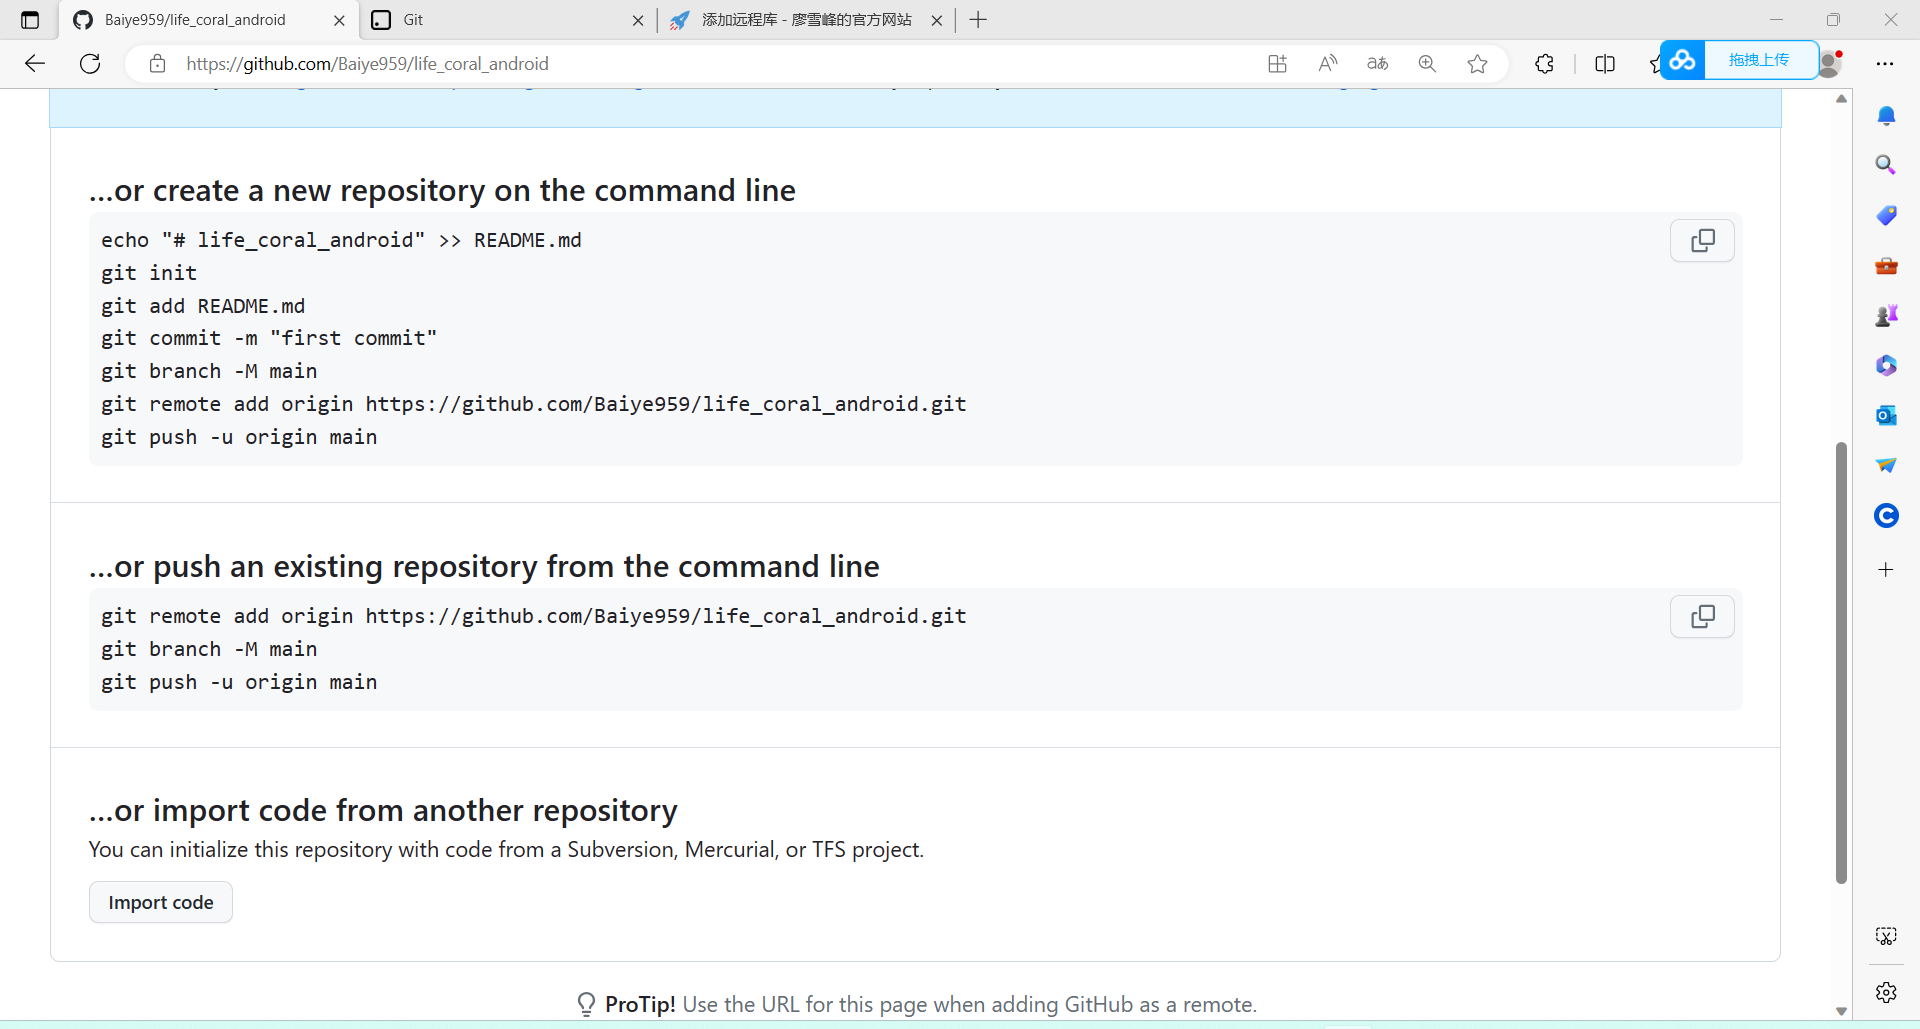 Baiye959/life_coral_android
Git
添加远程库 - 廖雪峰的官方网站
https://github.com/Baiye959/life_coral_android
拖拽上传
...or create a new repository on the command line
echo "# life_coral_android" >> README.md
git init
git add README.md
git commit -m "first commit"
git branch -M main
git remote add origin https://github.com/Baiye959/life_coral_android.git
git push -u origin main
...or push an existing repository from the command line
git remote add origin https://github.com/Baiye959/life_coral_android.git
git branch -M main
git push -u origin main
...or import code from another repository
You can initialize this repository with code from a Subversion, Mercurial, or TFS project.
Import code
ProTip! Use the URL for this page when adding GitHub as a remote.